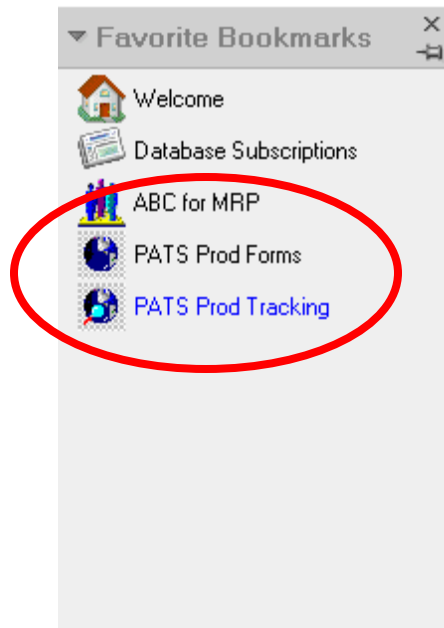 Favorite Bookmarks
Welcome
Database Subscriptions
ABC for MRP
PATS Prod Forms
PATS Prod Tracking